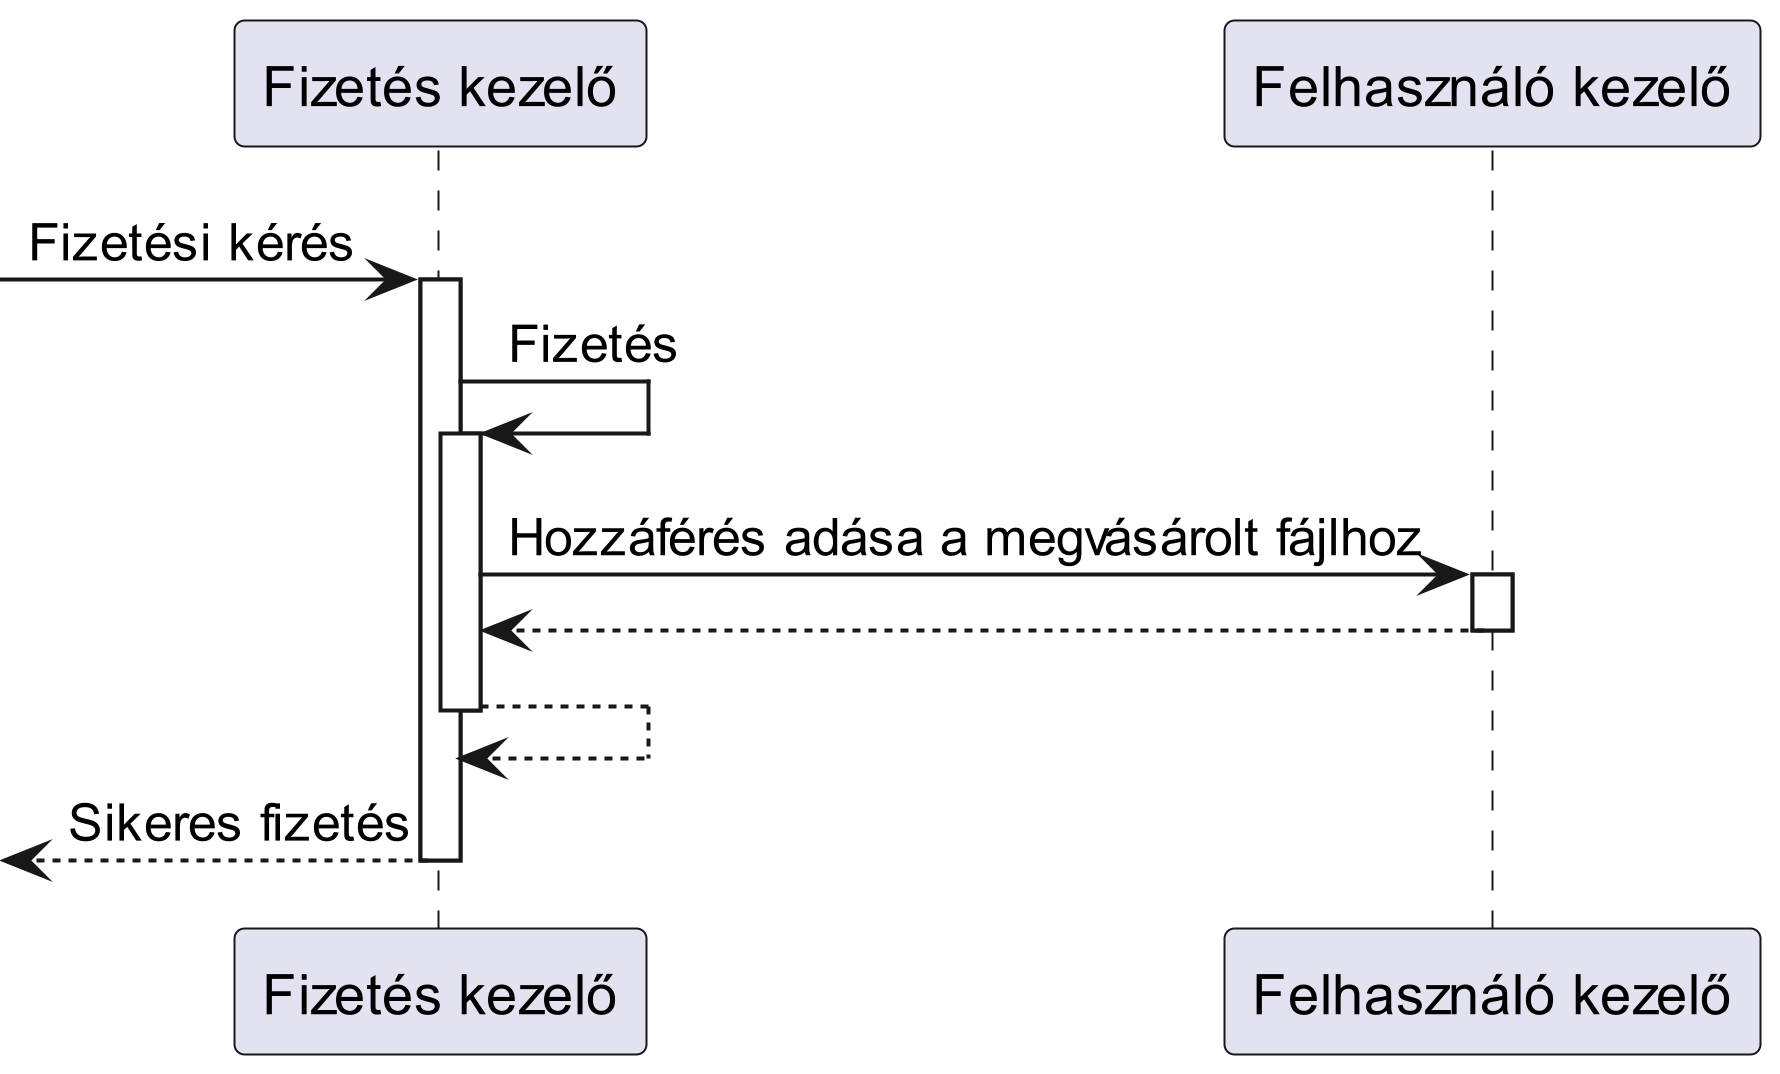 Fizetés kezelő
Felhasználó kezelő
Fizetési kérés
Fizetés
Hozzáférés adása a megvásárolt fájlhoz
Sikeres fizetés
Fizetés kezelő
Felhasználó kezelő